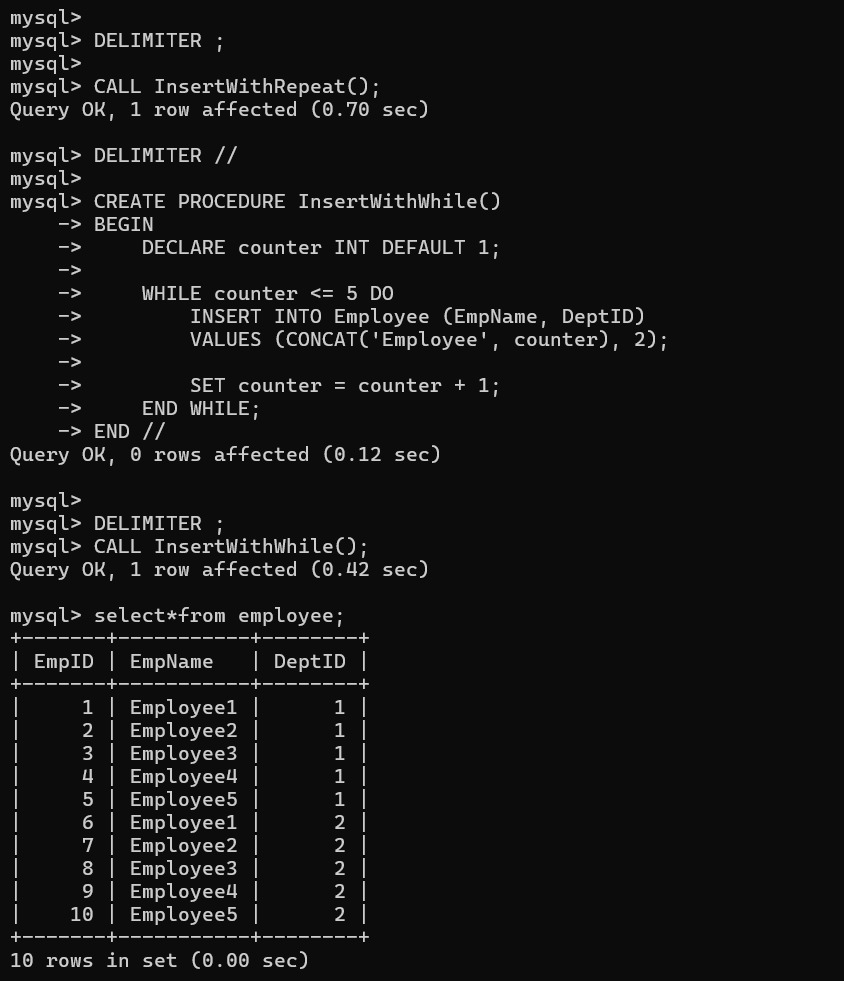 mysql>
mysql> DELIMITER ;
mysql>
mysql> CALL InsertWithRepeat();
Query OK, 1 row affected (0.70 sec)

mysql> DELIMITER //
mysql>
mysql> CREATE PROCEDURE InsertWithWhile()
    -> BEGIN
    ->     DECLARE counter INT DEFAULT 1;
    ->
    ->     WHILE counter <= 5 DO
    ->         INSERT INTO Employee (EmpName, DeptID)
    ->         VALUES (CONCAT('Employee', counter), 2);
    ->
    ->         SET counter = counter + 1;
    ->     END WHILE;
    -> END //
Query OK, 0 rows affected (0.12 sec)

mysql>
mysql> DELIMITER ;
mysql> CALL InsertWithWhile();
Query OK, 1 row affected (0.42 sec)

mysql> select*from employee;
+-------+-----------+--------+
| EmpID | EmpName   | DeptID |
+-------+-----------+--------+
|     1 | Employee1 |      1 |
|     2 | Employee2 |      1 |
|     3 | Employee3 |      1 |
|     4 | Employee4 |      1 |
|     5 | Employee5 |      1 |
|     6 | Employee1 |      2 |
|     7 | Employee2 |      2 |
|     8 | Employee3 |      2 |
|     9 | Employee4 |      2 |
|    10 | Employee5 |      2 |
+-------+-----------+--------+
10 rows in set (0.00 sec)